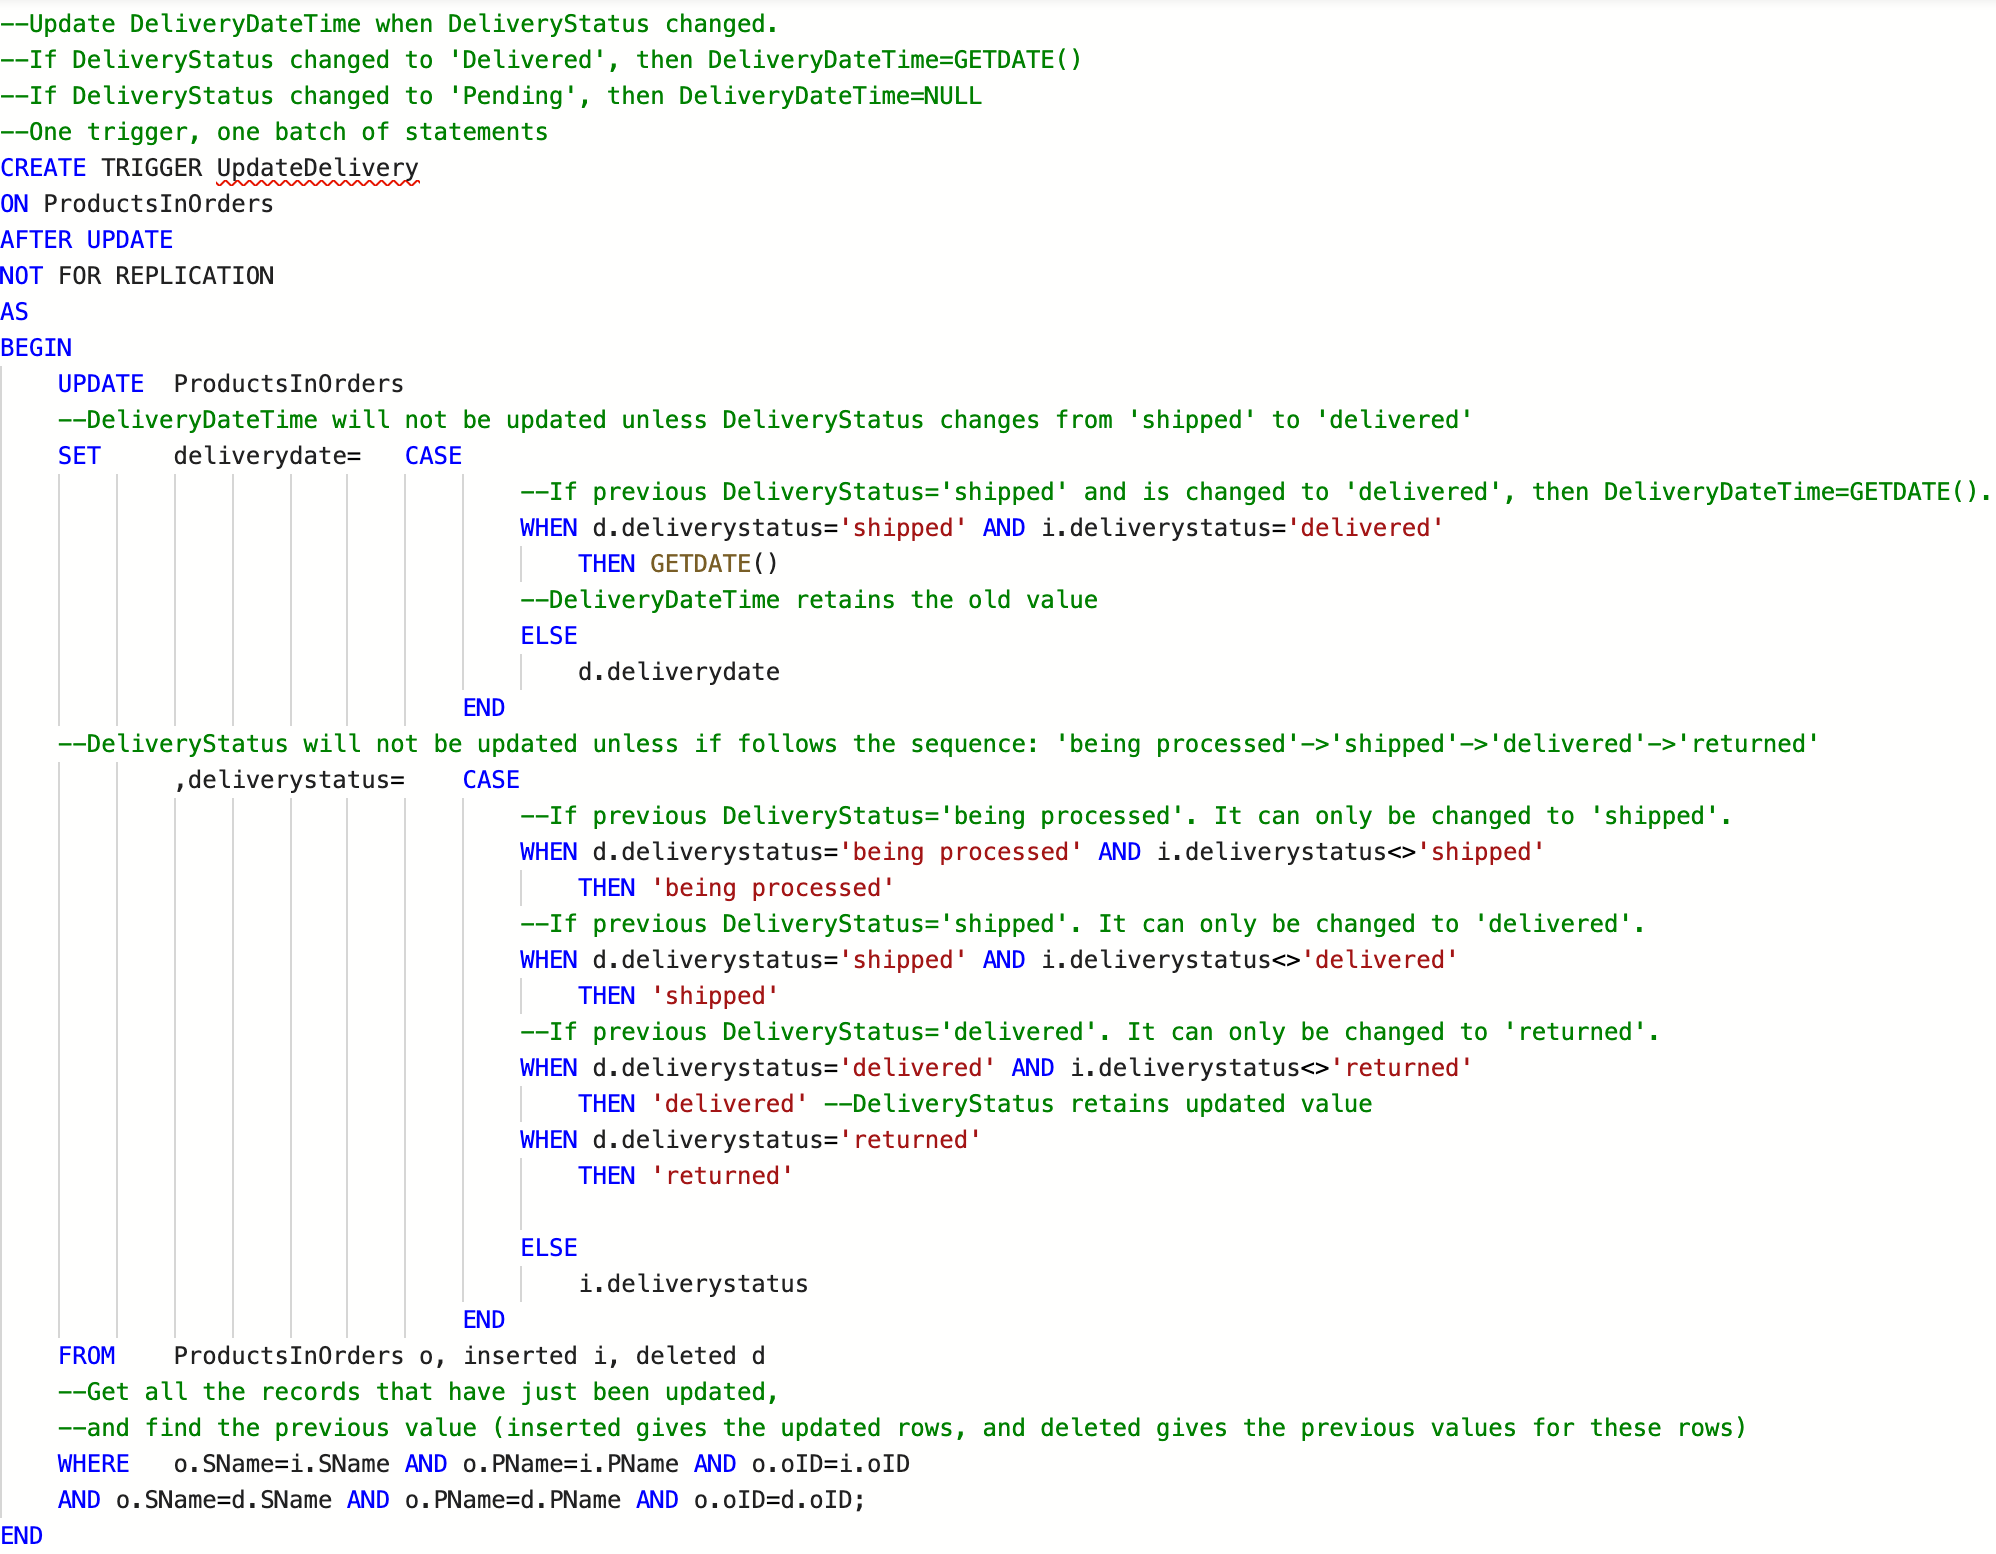 --Update DeliveryDateTime when DeliveryStatus changed.
--If DeliveryStatus changed to 'Delivered', then DeliveryDateTime=GETDATE()
--If DeliveryStatus changed to 'Pending', then DeliveryDateTime=NULL
--One trigger, one batch of statements
CREATE TRIGGER UpdateDelivery
ON ProductsInOrders
AFTER UPDATE
NOT FOR REPLICATION
AS
BEGIN
    UPDATE  ProductsInOrders
    --DeliveryDateTime will not be updated unless DeliveryStatus changes from 'shipped' to 'delivered'
    SET     deliverydate=   CASE
                                    --If previous DeliveryStatus='shipped' and is changed to 'delivered', then DeliveryDateTime=GETDATE().
                                    WHEN d.deliverystatus='shipped' AND i.deliverystatus='delivered'
                                        THEN GETDATE()
                                    --DeliveryDateTime retains the old value
                                    ELSE
                                        d.deliverydate
                                END
    --DeliveryStatus will not be updated unless if follows the sequence: 'being processed'->'shipped'->'delivered'->'returned'
            ,deliverystatus=    CASE
                                    --If previous DeliveryStatus='being processed'. It can only be changed to 'shipped'.
                                    WHEN d.deliverystatus='being processed' AND i.deliverystatus<>'shipped'
                                        THEN 'being processed'
                                    --If previous DeliveryStatus='shipped'. It can only be changed to 'delivered'.
                                    WHEN d.deliverystatus='shipped' AND i.deliverystatus<>'delivered'
                                        THEN 'shipped'
                                    --If previous DeliveryStatus='delivered'. It can only be changed to 'returned'.
                                    WHEN d.deliverystatus='delivered' AND i.deliverystatus<>'returned'
                                        THEN 'delivered' --DeliveryStatus retains updated value
                                    WHEN d.deliverystatus='returned'
                                        THEN 'returned'
                                    ELSE
                                        i.deliverystatus
                                END
    FROM    ProductsInOrders o, inserted i, deleted d
    --Get all the records that have just been updated,
    --and find the previous value (inserted gives the updated rows, and deleted gives the previous values for these rows)
    WHERE   o.SName=i.SName AND o.PName=i.PName AND o.oID=i.oID
    AND o.SName=d.SName AND o.PName=d.PName AND o.oID=d.oID;
END